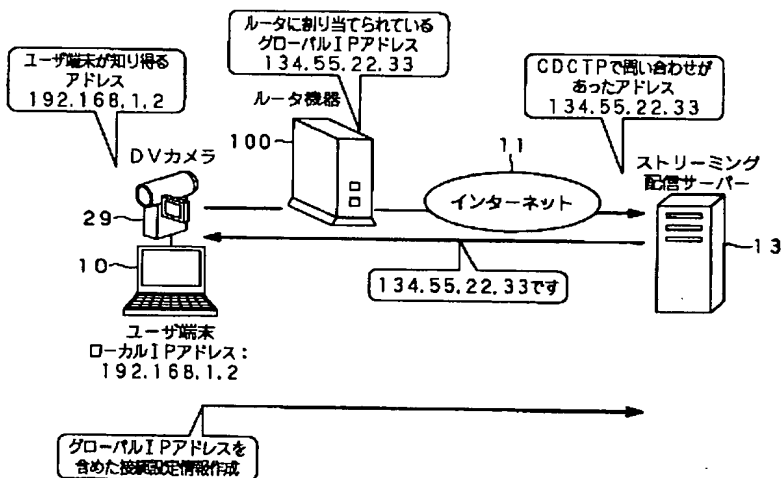 ルータに割り当てられている
グローバルIPアドレス
134.55.22.33
ユーザ端末が知り得る
アドレス
192.168.1.2
CDCTPで問い合わせが
あったアドレス
134.55.22.33
ルータ機器
100
DVカメラ
11
ストリーミング
配信サーバー
インターネット
29
10
13
134.55.22.33です
ユーザ端末
ローカルIPアドレス:
192.168.1.2
グローバルIPアドレスを
含めた接続設定情報作成